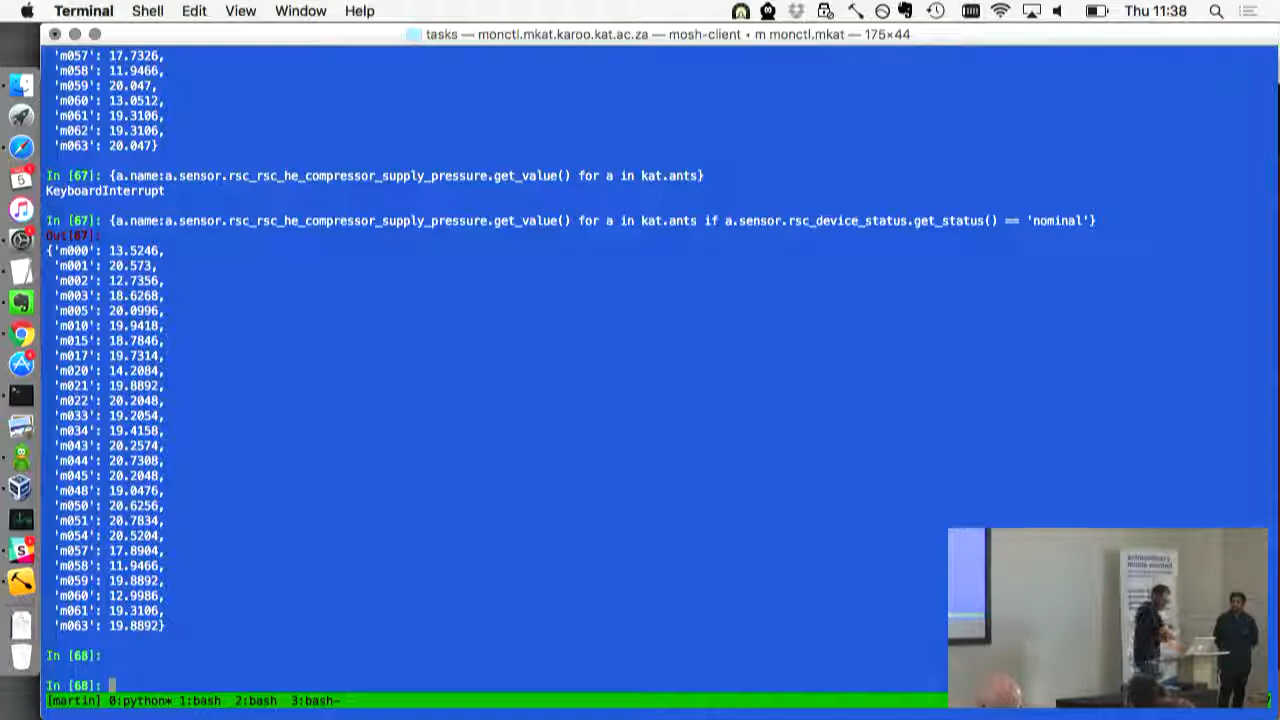 Terminal Shell Edit View Window Help
Thu 11:38
tasks — monctl.mkat.karoo.kat.ac.za — mosh-client • m monctl.mkat — 175×44
'm057': 17.7326,
'm058': 11.9466,
'm059': 20.047,
'm060': 13.0512,
'm061': 19.3106,
'm062': 19.3106,
'm063': 20.047}
In [67]: {a.name:a.sensor.rsc_rsc_he_compressor_supply_pressure.get_value() for a in kat.ants}
KeyboardInterrupt
In [67]: {a.name:a.sensor.rsc_rsc_he_compressor_supply_pressure.get_value() for a in kat.ants if a.sensor.rsc_device_status.get_status() == 'nominal'}
Out[67]:
{'m000': 13.5246,
'm001': 20.573,
'm002': 12.7356,
'm003': 18.6268,
'm005': 20.0996,
'm010': 19.9418,
'm015': 18.7846,
'm017': 19.7314,
'm020': 14.2084,
'm021': 19.8892,
'm022': 20.2048,
'm033': 19.2054,
'm034': 19.4158,
'm043': 20.2574,
'm044': 20.7308,
'm045': 20.2048,
'm048': 19.0476,
'm050': 20.6256,
'm051': 20.7834,
'm054': 20.5204,
'm057': 17.8904,
'm058': 11.9466,
'm059': 19.8892,
'm060': 12.9986,
'm061': 19.3106,
'm063': 19.8892}
In [68]:
In [68]:
[martin] 0:python* 1:bash 2:bash 3:bash-